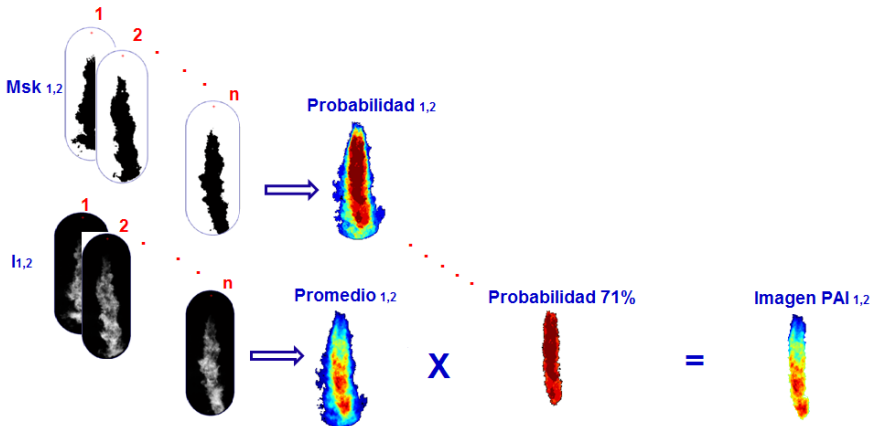 1
2
n
Msk 1,2
Probabilidad 1,2
1
2
n
I1,2
Promedio 1,2
X
Probabilidad 71%
=
Imagen PAI 1,2